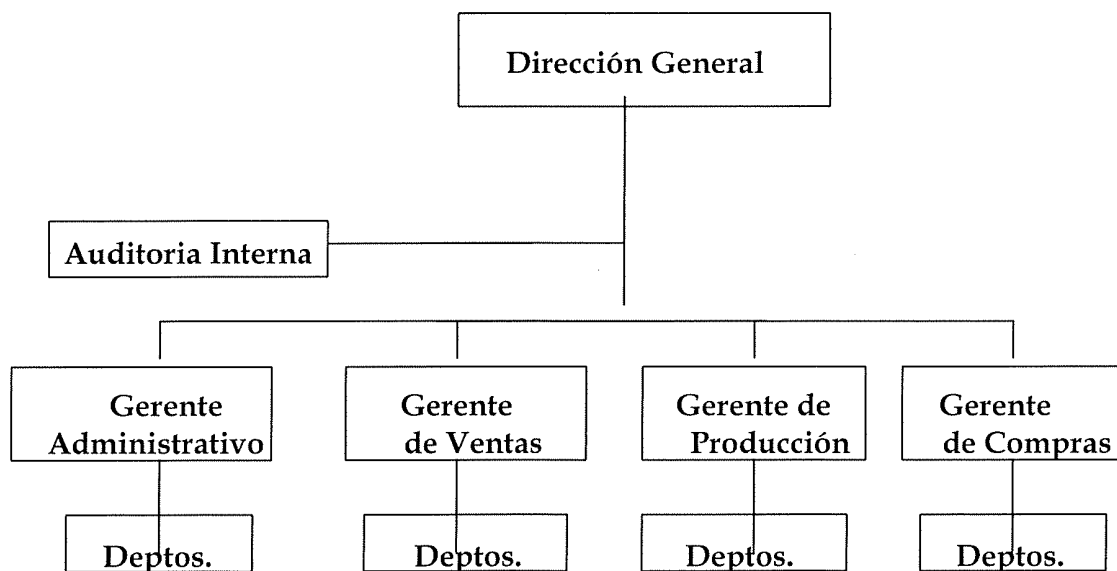 Dirección General
Auditoria Interna
Gerente
Administrativo
Gerente
de Ventas
Gerente de
Producción
Gerente
de Compras
Deptos.
Deptos.
Deptos.
Deptos.